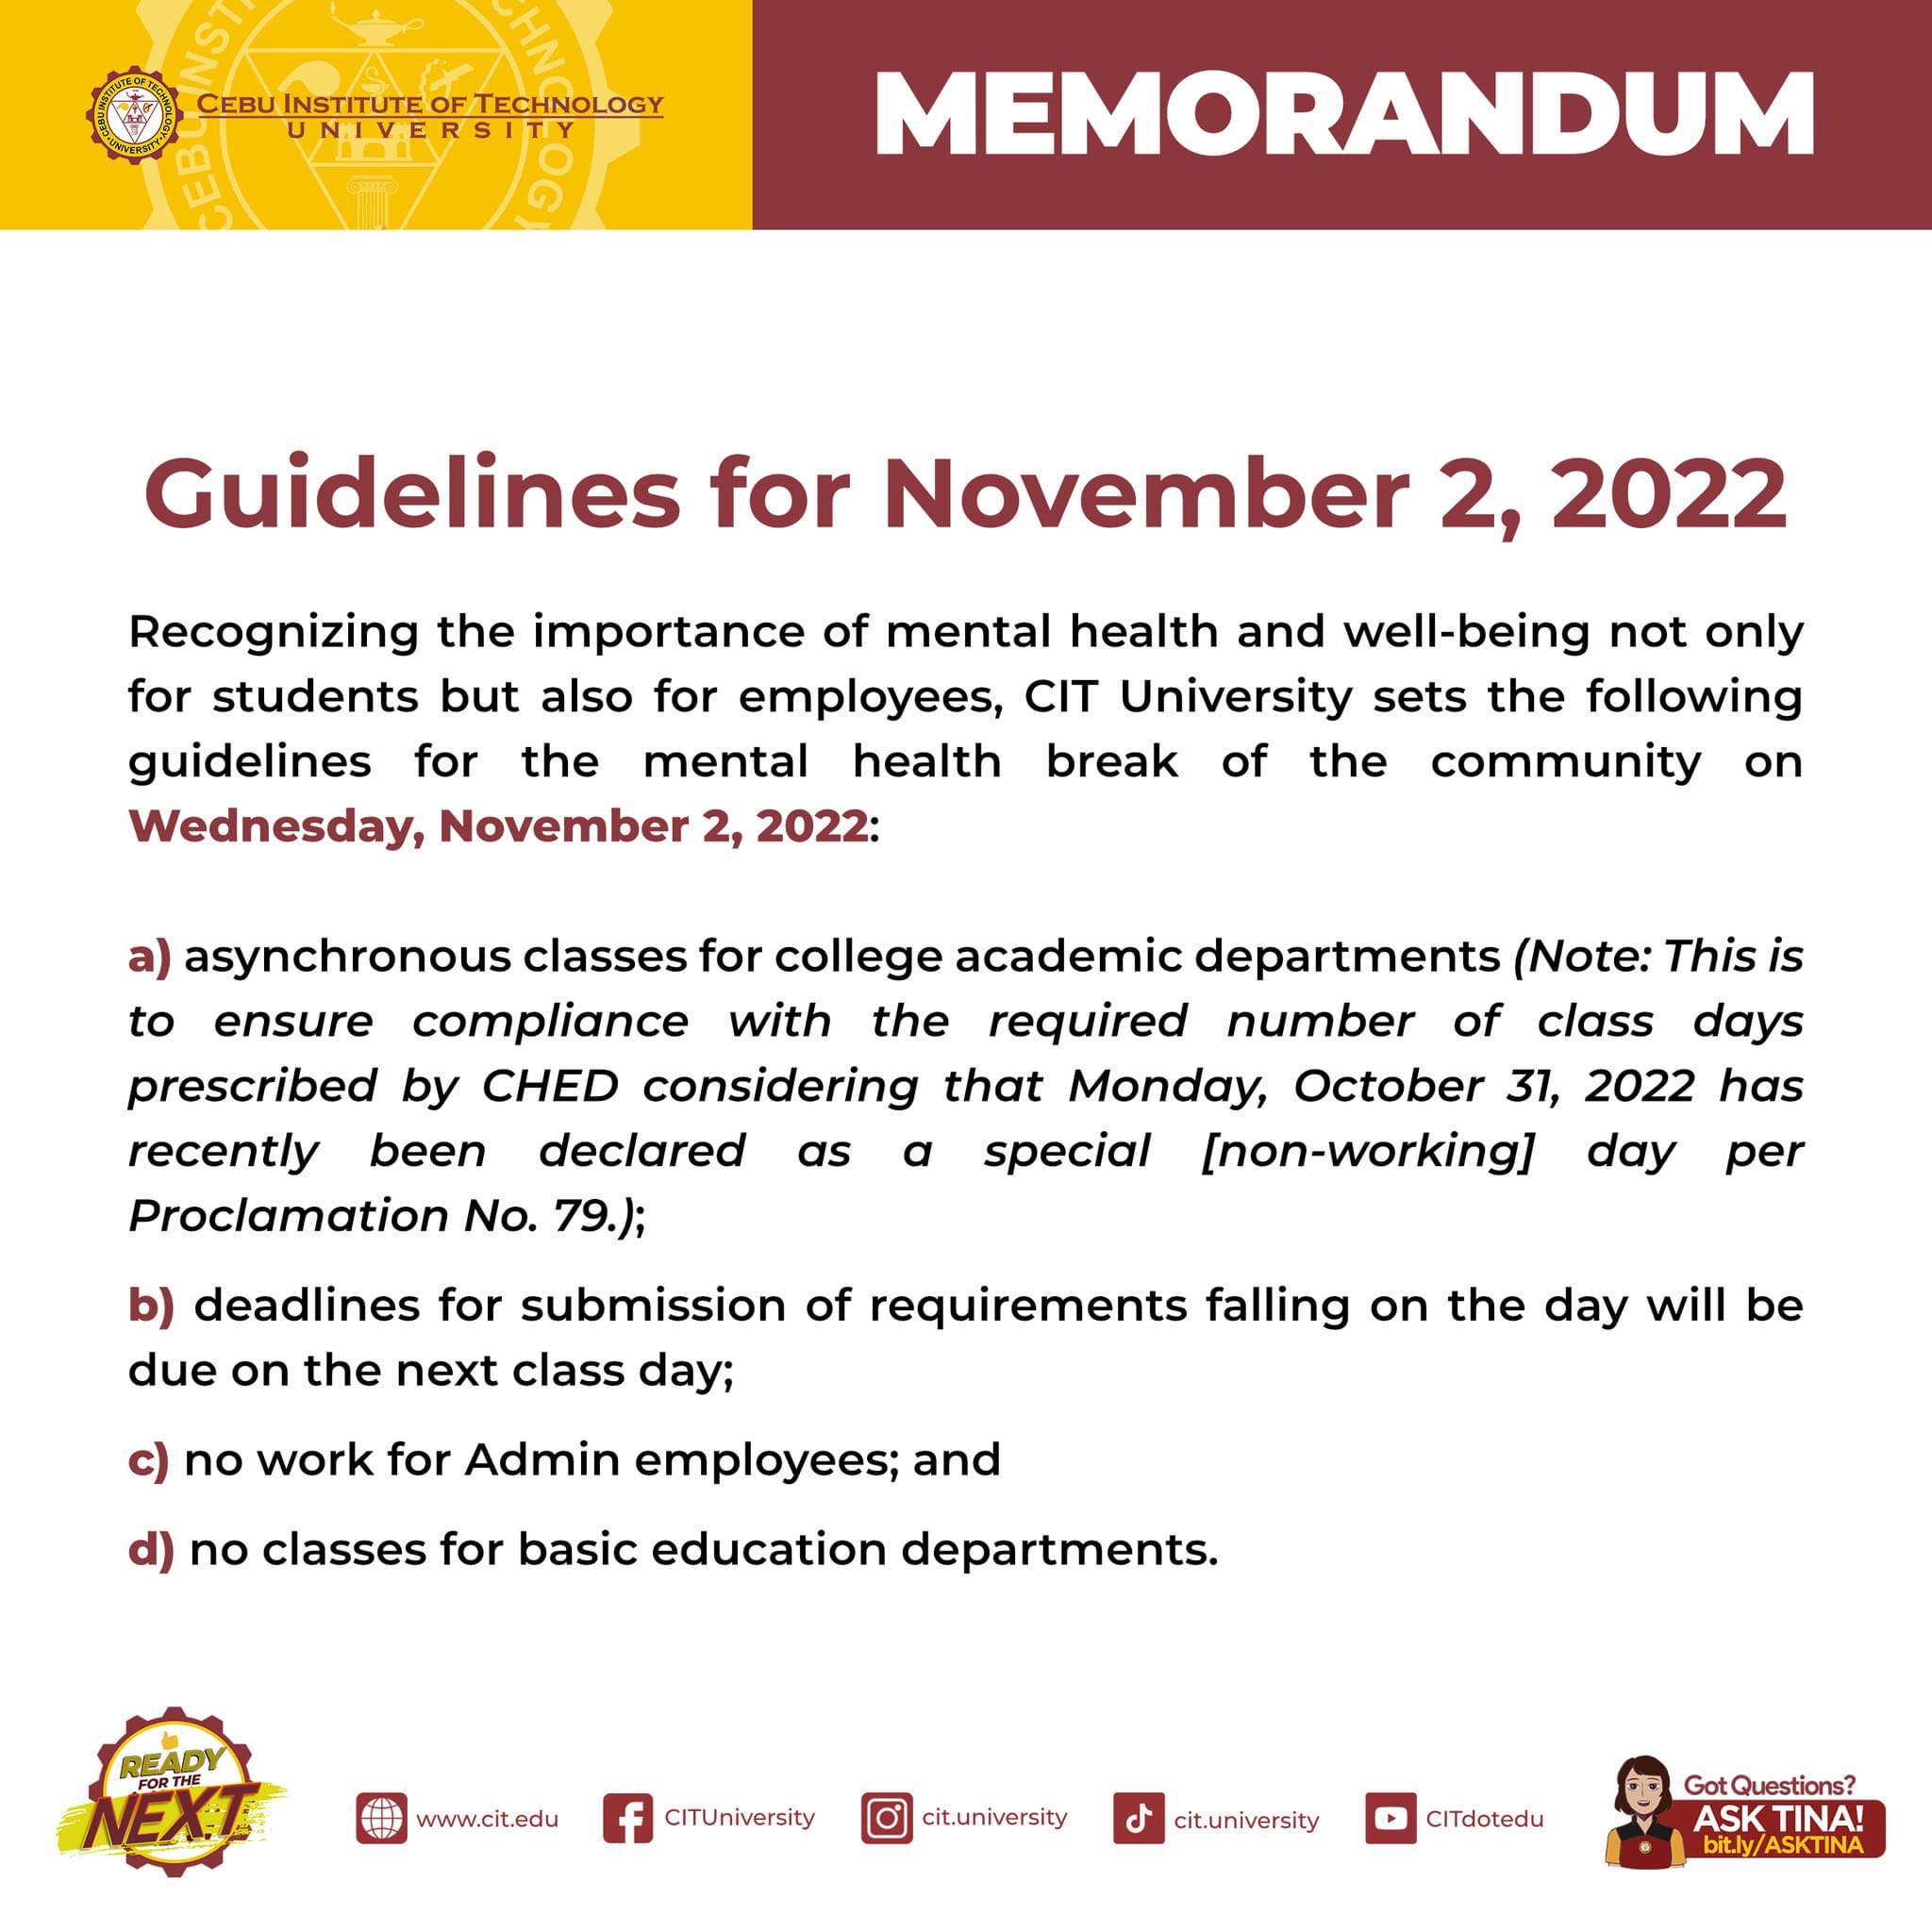 CEBU INSTITUTE OF TECHNOLOGY
UNIVERSITY
MEMORANDUM
Guidelines for November 2, 2022
Recognizing the importance of mental health and well-being not only
for students but also for employees, CIT University sets the following
guidelines for the mental health break of the community on
Wednesday, November 2, 2022:
a) asynchronous classes for college academic departments (Note: This is
to ensure compliance with the required number of class days
prescribed by CHED considering that Monday, October 31, 2022 has
recently been declared as a special [non-working] day per
Proclamation No. 79.);
b) deadlines for submission of requirements falling on the day will be
due on the next class day;
c) no work for Admin employees; and
d) no classes for basic education departments.
READY
FOR THE
NEXT
www.cit.edu
CITUniversity
cit.university
cit.university
CITdotedu
Got Questions?
ASK TINA!
bit.ly/ASKTINA